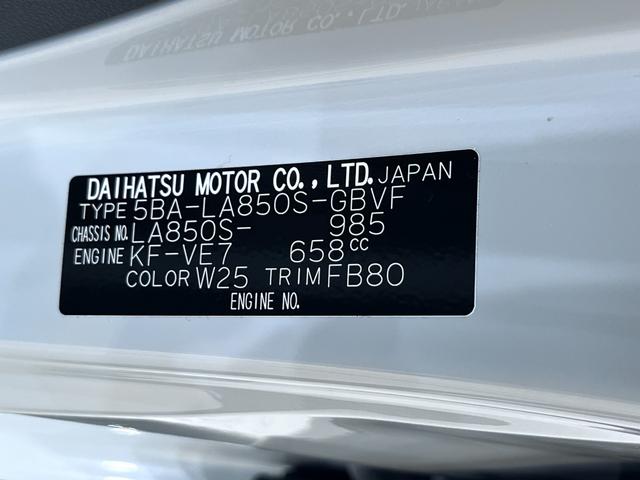 DAIHATSU MOTOR CO., LTD. JAPAN
TYPE 5BA-LA850S-GBVF
CHASSIS NO. LA850S- 985
ENGINE KF-VE7 658cc
COLOR W25 TRIM FB80
ENGINE NO.